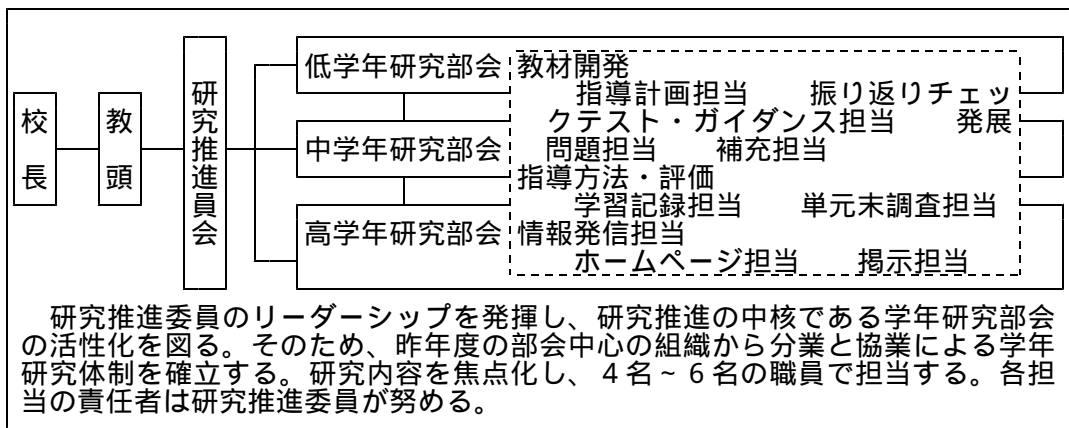 校長
教頭
研究推進員会
低学年研究部会
中学年研究部会
高学年研究部会
教材開発
指導計画担当 振り返りチェッ
クテスト・ガイダンス担当 発展
問題担当 補充担当
指導方法・評価
学習記録担当 単元末調査担当
情報発信担当
ホームページ担当 掲示担当
研究推進委員のリーダーシップを発揮し、研究推進の中核である学年研究部会
の活性化を図る。そのため、昨年度の部会中心の組織から分業と協業による学年
研究体制を確立する。研究内容を焦点化し、4名~6名の職員で担当する。各担
当の責任者は研究推進委員が努める。